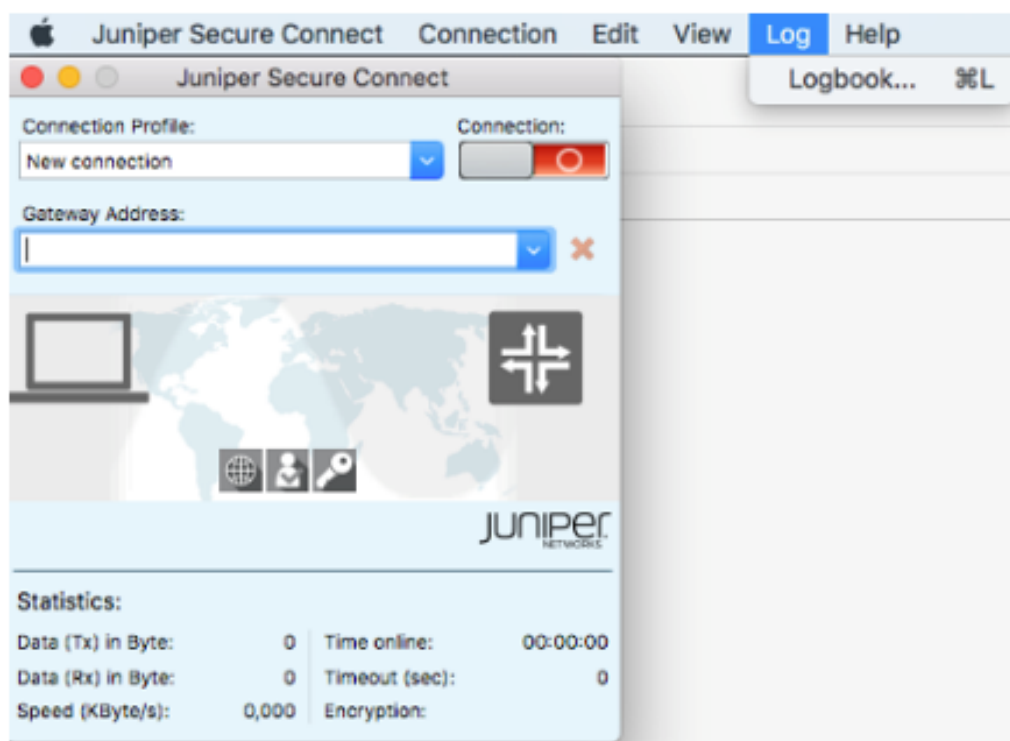 Juniper Secure Connect Connection Edit View Log Help
Juniper Secure Connect
Logbook... ⌘L
Connection Profile: Connection:
New connection
Gateway Address:
JUNIPER
NETWORKS
Statistics:
Data (Tx) in Byte: 0 Time online: 00:00:00
Data (Rx) in Byte: 0 Timeout (sec): 0
Speed (KByte/s): 0,000 Encryption: